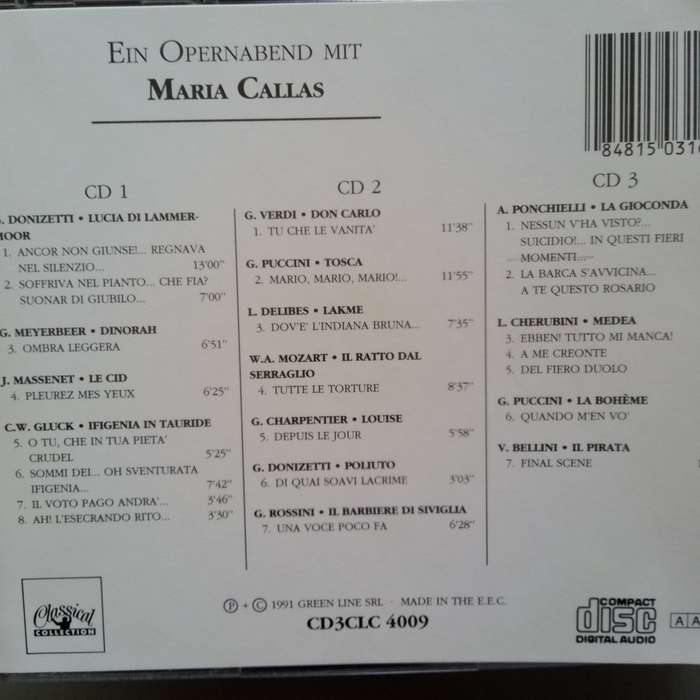 EIN OPERNABEND MIT
MARIA CALLAS
84815 031
CD 1
G. DONIZETTI • LUCIA DI LAMMER-
MOOR
1. ANCOR NON GIUNSE!... REGNAVA
NEL SILENZIO... 13'00"
2. SOFFRIVA NEL PIANTO... CHE FIA?
SUONAR DI GIUBILO... 7'00"
G. MEYERBEER • DINORAH
3. OMBRA LEGGERA 6'51"
J. MASSENET • LE CID
4. PLEUREZ MES YEUX 6'25"
C.W. GLUCK • IFIGENIA IN TAURIDE
5. O TU, CHE IN TUA PIETA'
CRUDEL 5'25"
6. SOMMI DEI... OH SVENTURATA
IFIGENIA... 7'42"
7. IL VOTO PAGO ANDRA'... 3'46"
8. AH! L'ESECRANDO RITO... 3'30"
CD 2
G. VERDI • DON CARLO
1. TU CHE LE VANITA' 11'38"
G. PUCCINI • TOSCA
2. MARIO, MARIO, MARIO!... 11'55"
L. DELIBES • LAKME
3. DOV'E' L'INDIANA BRUNA... 7'35"
W.A. MOZART • IL RATTO DAL
SERRAGLIO
4. TUTTE LE TORTURE 8'37"
G. CHARPENTIER • LOUISE
5. DEPUIS LE JOUR 5'58"
G. DONIZETTI • POLIUTO
6. DI QUAI SOAVI LACRIME 3'03"
G. ROSSINI • IL BARBIERE DI SIVIGLIA
7. UNA VOCE POCO FA 6'28"
CD 3
A. PONCHIELLI • LA GIOCONDA
1. NESSUN V'HA VISTO?...
SUICIDIO!... IN QUESTI FIERI
MOMENTI...
2. LA BARCA S'AVVICINA...
A TE QUESTO ROSARIO
L. CHERUBINI • MEDEA
3. EBBEN! TUTTO MI MANCA!
4. A ME CREONTE
5. DEL FIERO DUOLO
G. PUCCINI • LA BOHÈME
6. QUANDO M'EN VO'
V. BELLINI • IL PIRATA
7. FINAL SCENE
Classical
COLLECTION
Ⓟ + © 1991 GREEN LINE SRL · MADE IN THE E.E.C.
CD3CLC 4009
COMPACT
disc
DIGITAL AUDIO
A A